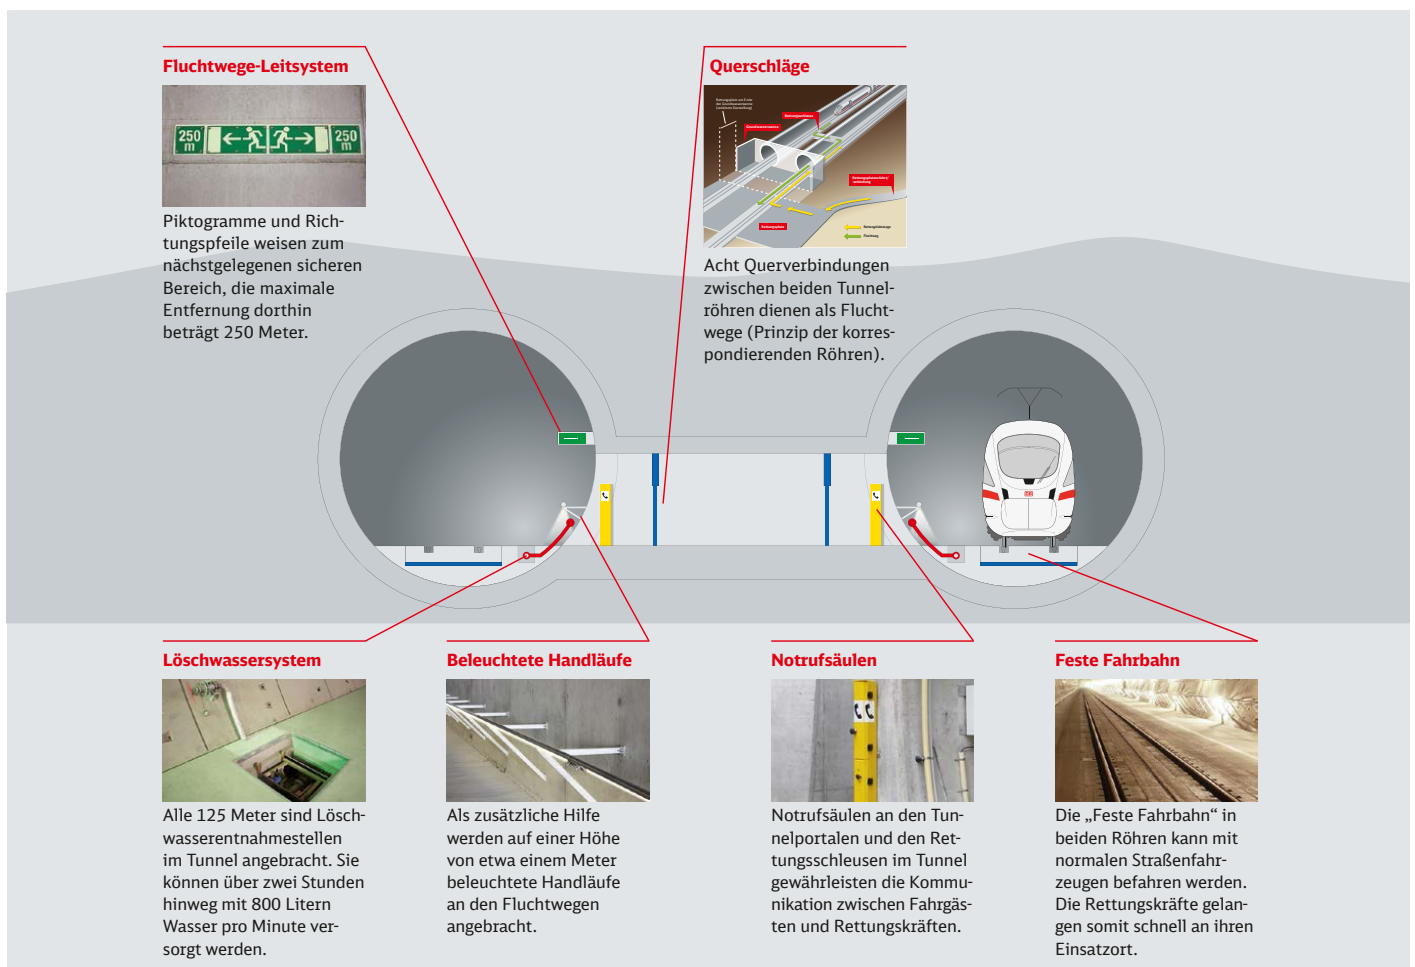 Fluchtwege-Leitsystem
250
m
250
m
Piktogramme und Rich-
tungspfeile weisen zum
nächstgelegenen sicheren
Bereich, die maximale
Entfernung dorthin
beträgt 250 Meter.
Querschläge
Rettungsplatz
Fluchtweg
Acht Querverbindungen
zwischen beiden Tunnel-
röhren dienen als Flucht-
wege (Prinzip der korres-
pondierenden Röhren).
DB
Löschwassersystem
Alle 125 Meter sind Lösch-
wasserentnahmestellen
im Tunnel angebracht. Sie
können über zwei Stunden
hinweg mit 800 Litern
Wasser pro Minute ver-
sorgt werden.
Beleuchtete Handläufe
Als zusätzliche Hilfe
werden auf einer Höhe
von etwa einem Meter
beleuchtete Handläufe
an den Fluchtwegen
angebracht.
Notrufsäulen
Notrufsäulen an den Tun-
nelportalen und den Ret-
tungsschleusen im Tunnel
gewährleisten die Kommu-
nikation zwischen Fahrgäs-
ten und Rettungskräften.
Feste Fahrbahn
Die „Feste Fahrbahn“ in
beiden Röhren kann mit
normalen Straßenfahr-
zeugen befahren werden.
Die Rettungskräfte gelan-
gen somit schnell an ihren
Einsatzort.